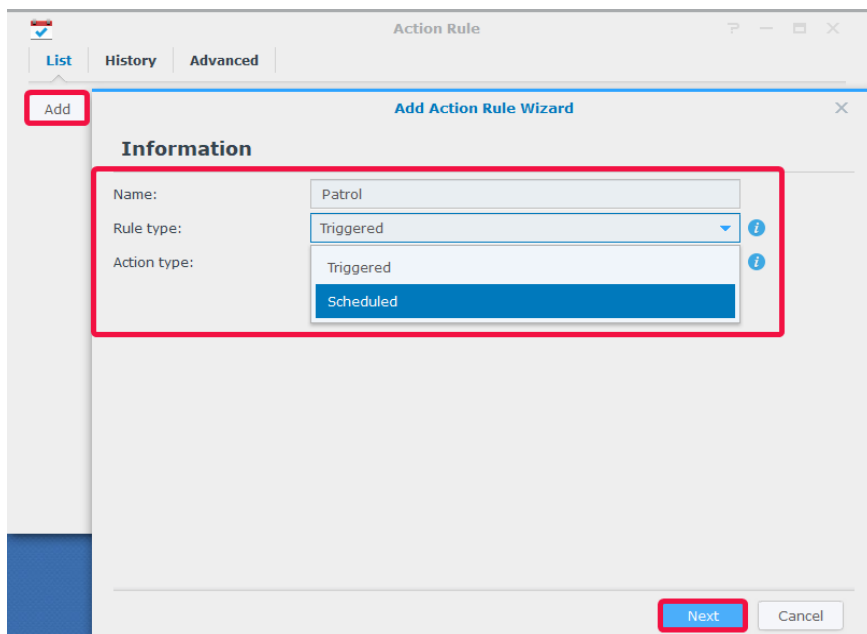 Action Rule
List History Advanced
Add
Add Action Rule Wizard
Information
Name: Patrol
Rule type: Triggered
Action type:
Triggered
Scheduled
Next Cancel